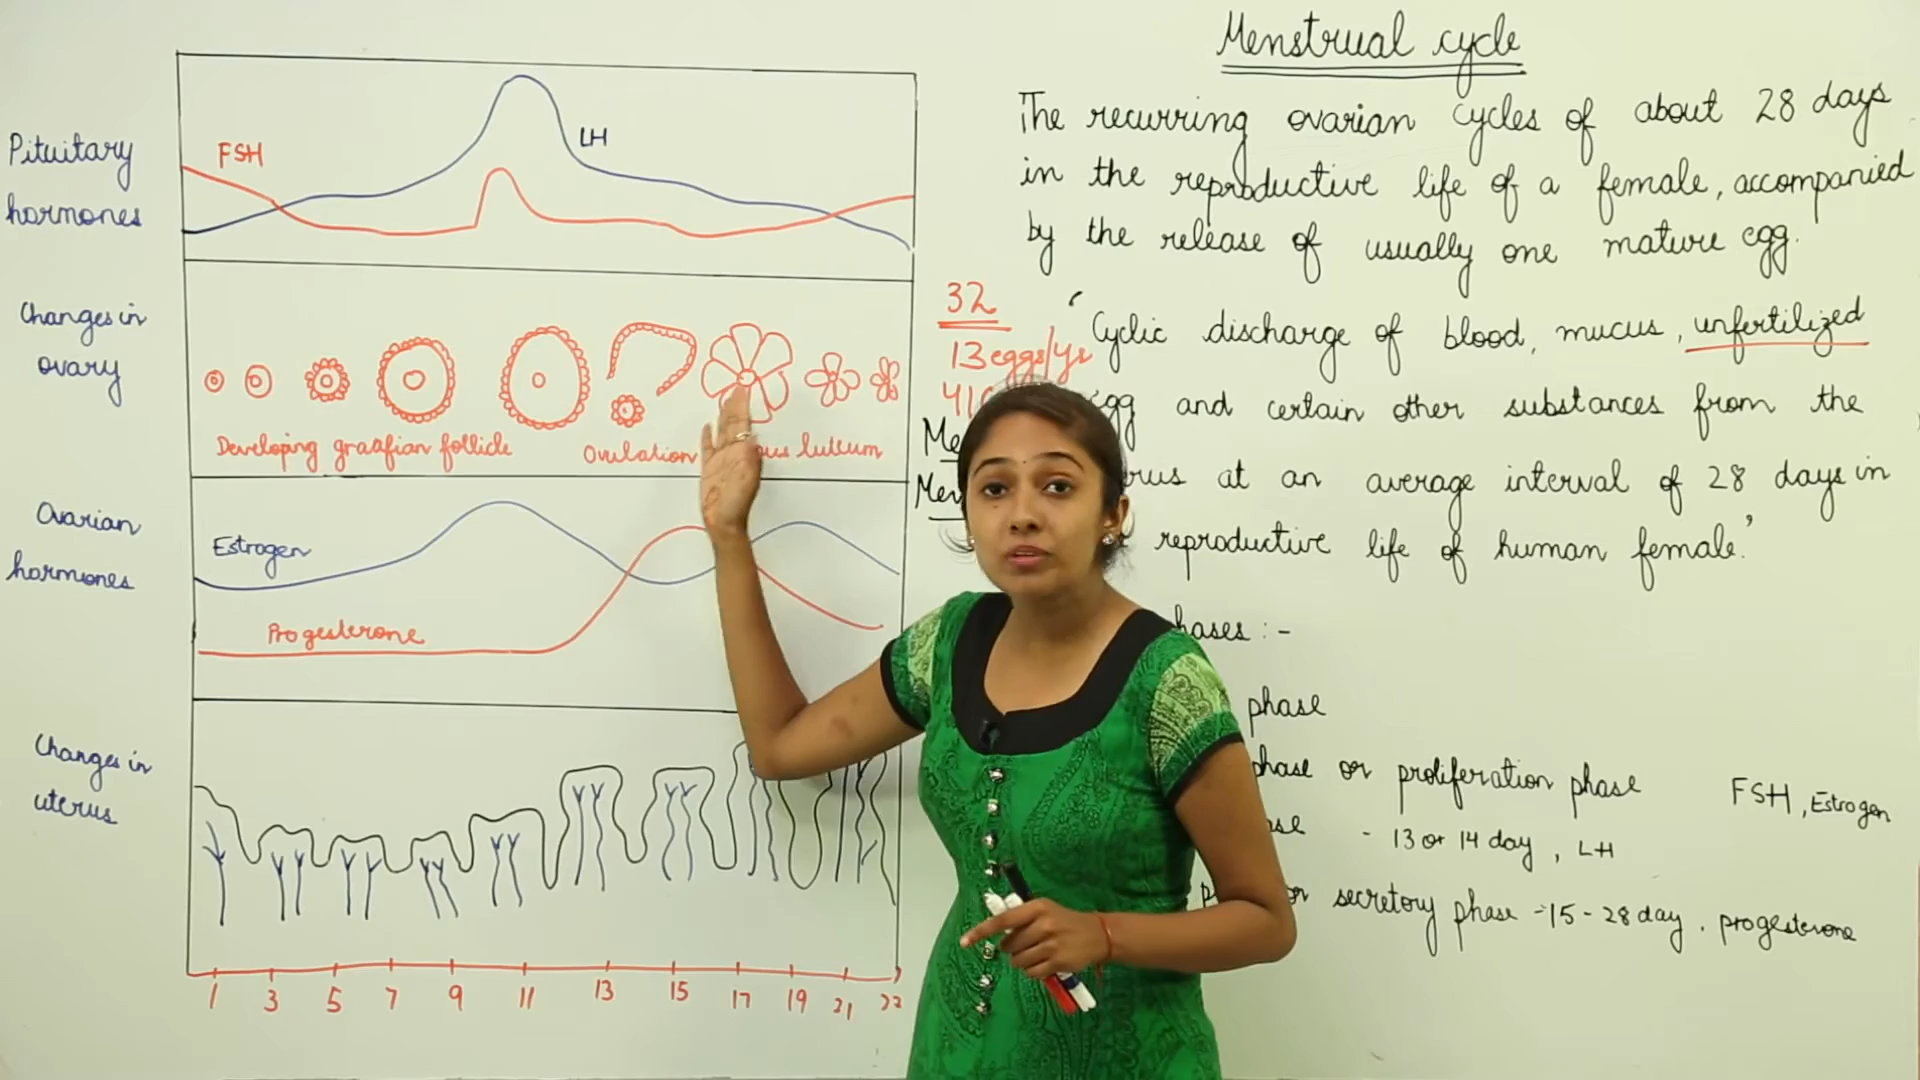 Menstrual cycle
The recurring ovarian cycles of about 28 days
in the reproductive life of a female, accompanied
by the release of usually one mature egg.
'Cyclic discharge of blood, mucus, unfertilized
egg and certain other substances from the
at an average interval of 28 days in
reproductive life of human female.'
phase
phase or proliferation phase FSH, Estrogen
- 13 or 14 day, LH
or secretory phase - 15 - 28 day. progesterone
32
13 eggs/yr
Pituitary
hormones
FSH
LH
Changes in
ovary
Developing graafian follicle
Ovulation
luteum
Ovarian
hormones
Estrogen
Progesterone
Changes in
uterus
1 3 5 7 9 11 13 15 17 19 21